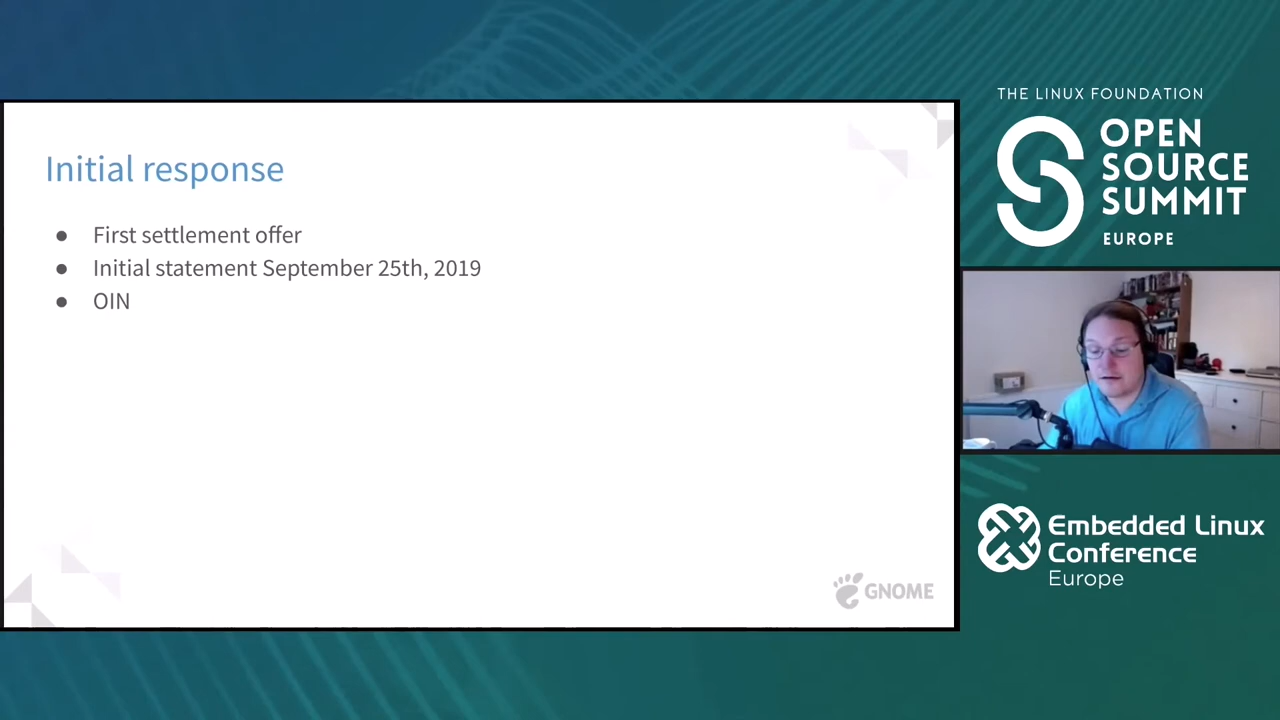 Initial response
● First settlement offer
● Initial statement September 25th, 2019
● OIN
GNOME
THE LINUX FOUNDATION
OPEN
SOURCE
SUMMIT
EUROPE
Embedded Linux
Conference
Europe